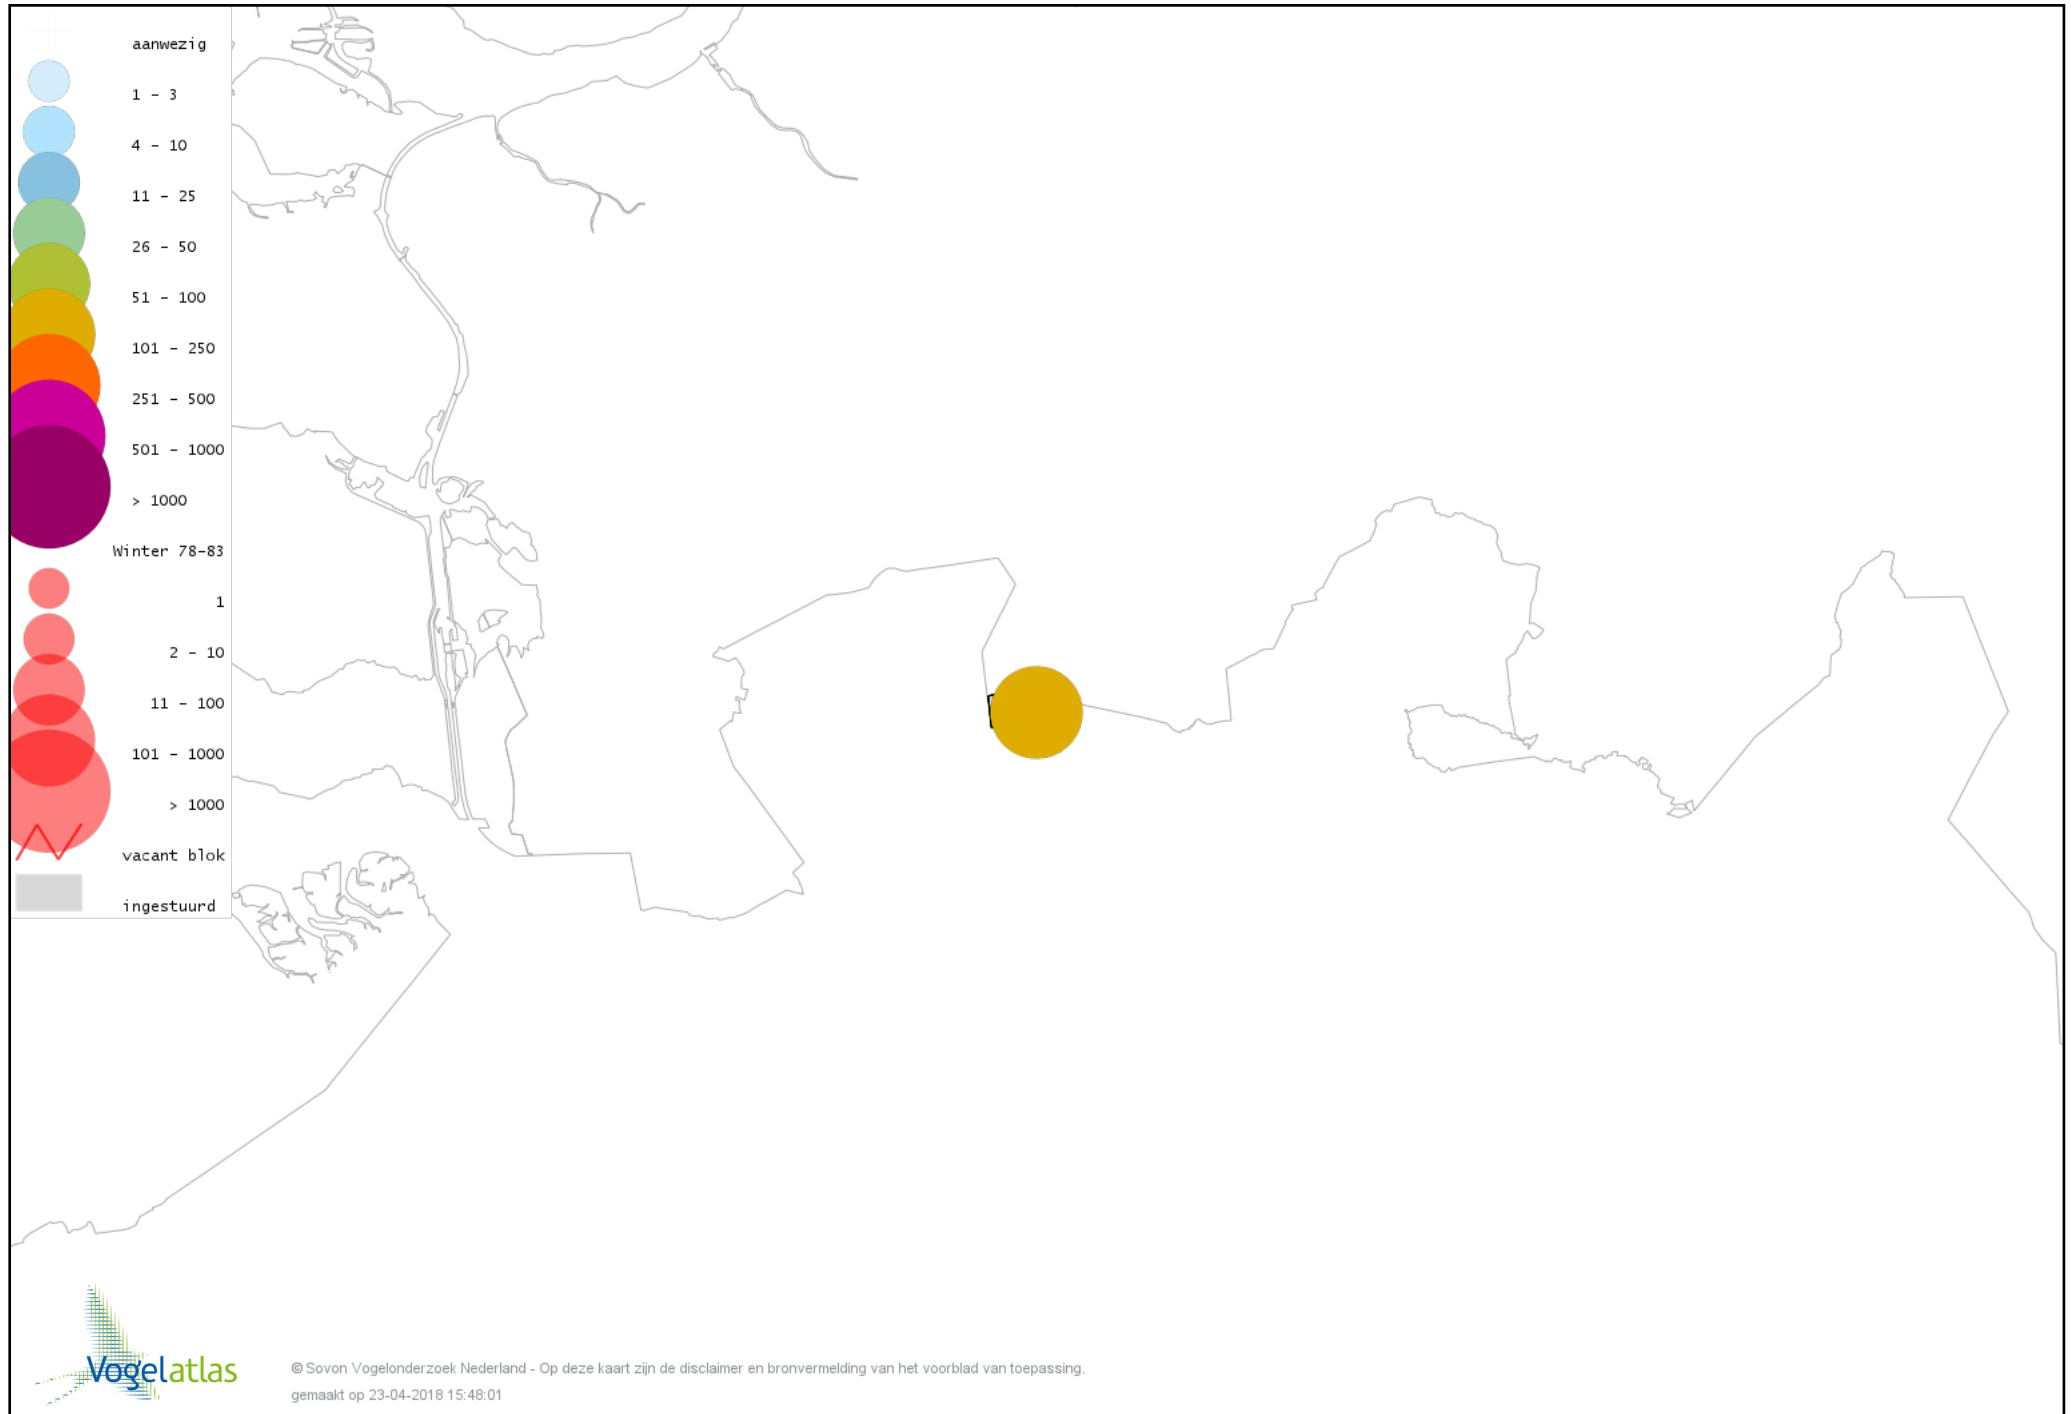 aanwezig
1 - 3
4 - 10
11 - 25
26 - 50
51 - 100
101 - 250
251 - 500
501 - 1000
> 1000
Winter 78-83
1
2 - 10
11 - 100
101 - 1000
> 1000
vacant blok
ingestuurd
Vogelatlas
© Sovon Vogelonderzoek Nederland - Op deze kaart zijn de disclaimer en bronvermelding van het voorblad van toepassing.
gemaakt op 23-04-2018 15:48:01